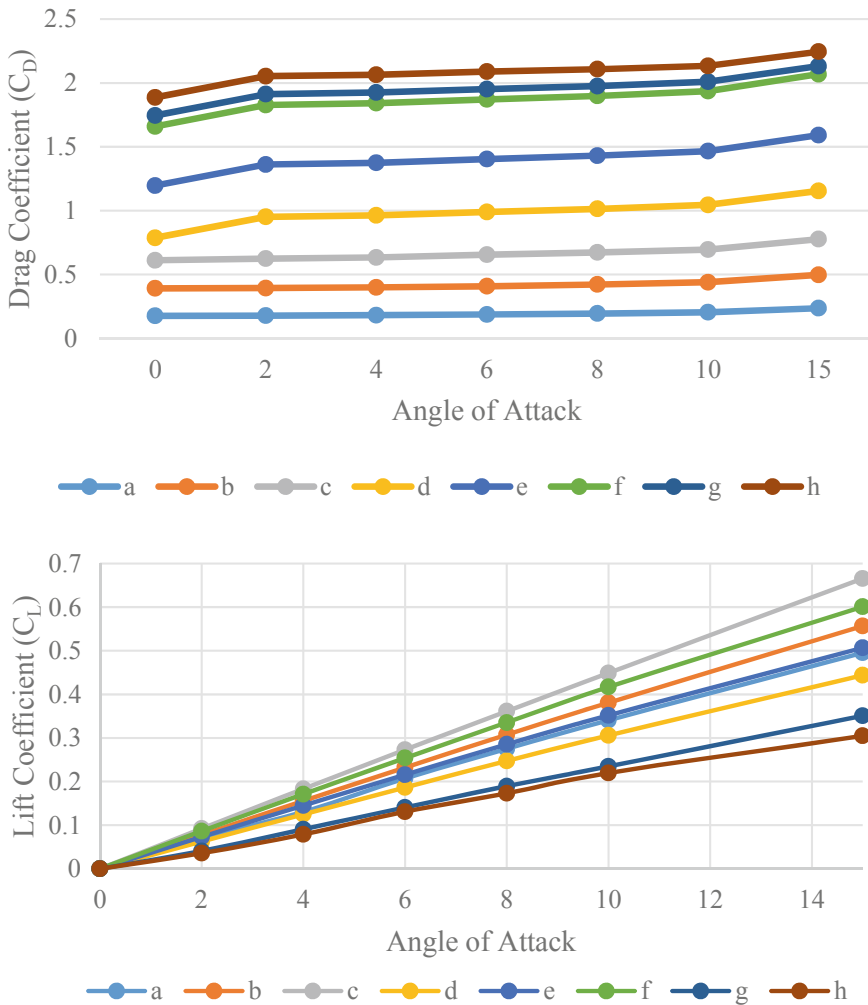 2.5
2
1.5
1
0.5
0
Drag Coefficient (C_D)
0 2 4 6 8 10 15
Angle of Attack
a b c d e f g h
0.7
0.6
0.5
0.4
0.3
0.2
0.1
0
Lift Coefficient (C_L)
0 2 4 6 8 10 12 14
Angle of Attack
a b c d e f g h